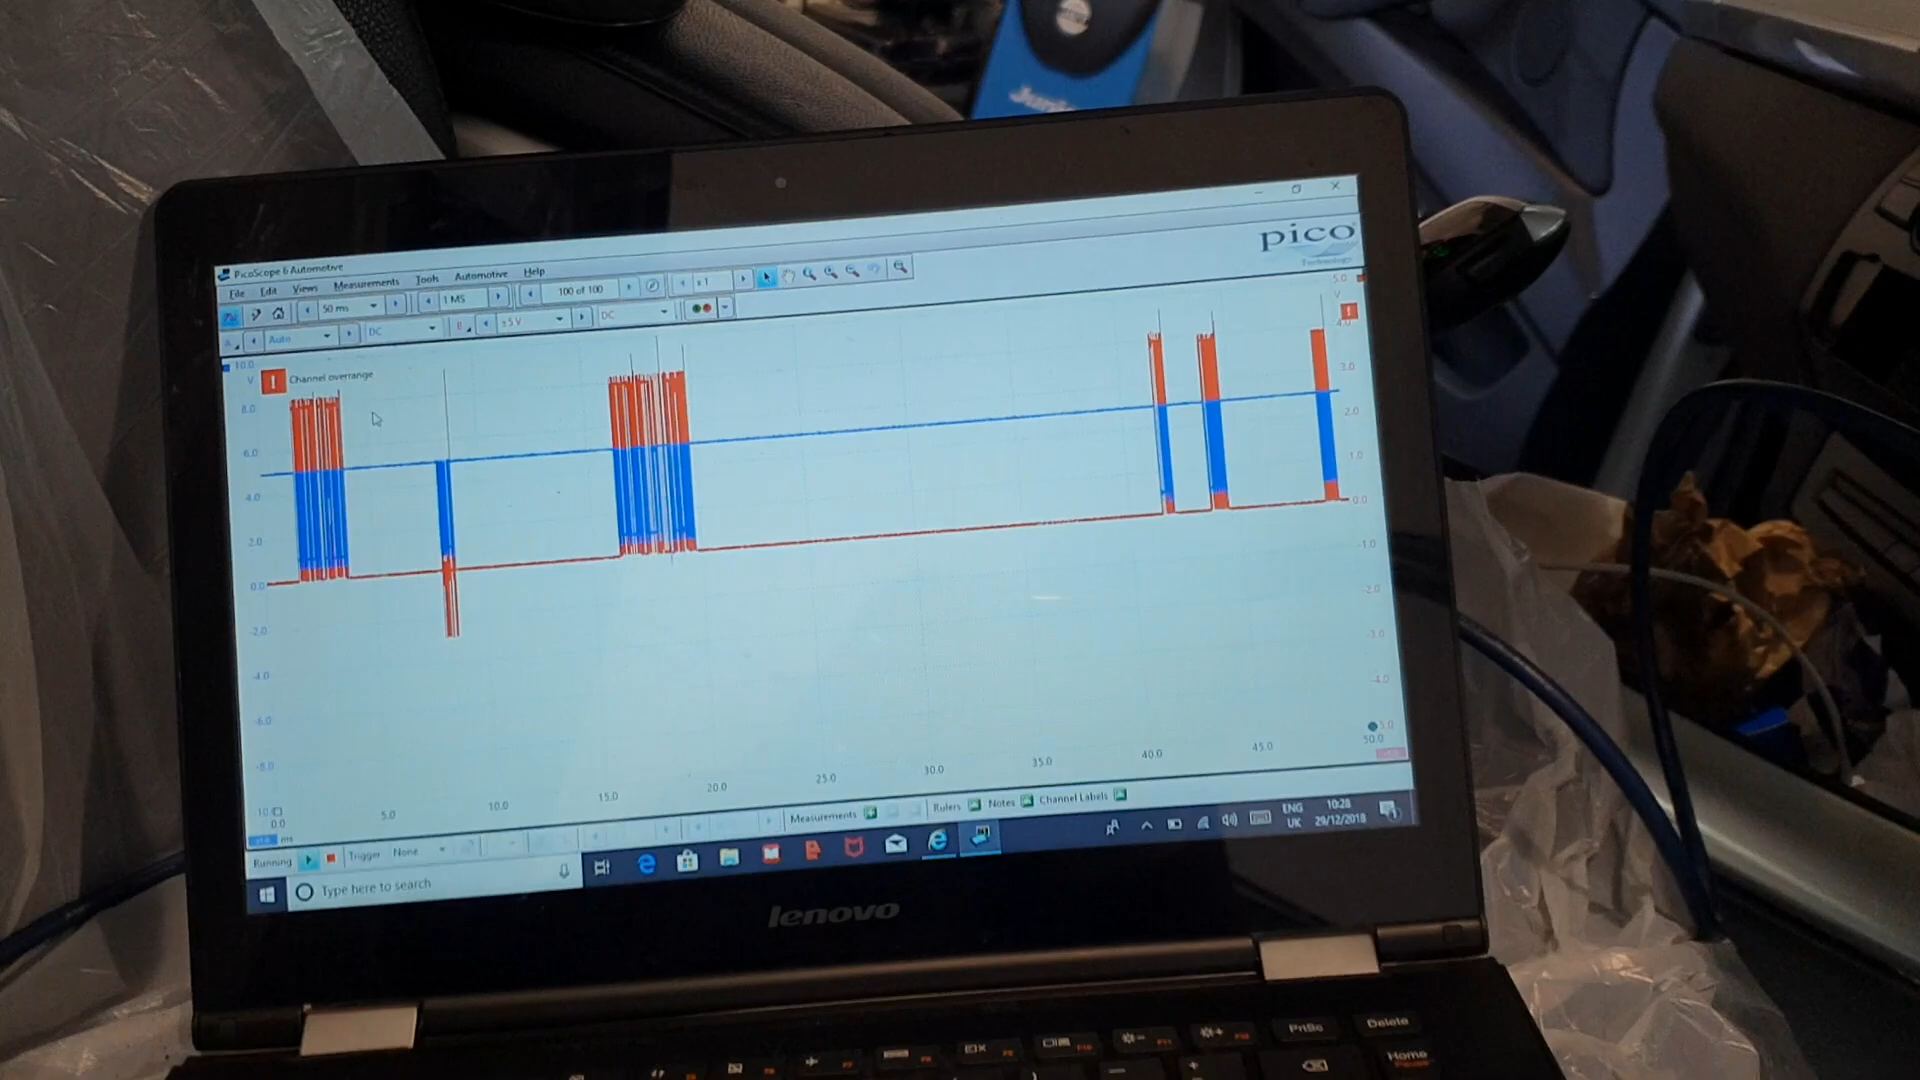 Juni
PicoScope 6 Automotive
File Edit Views Measurements Tools Automotive Help
pico
Technology
50 ms 1 MS 100 of 100 x1
A Auto DC B ±5 V DC
10.0 5.0
V V
Channel overrange
8.0 4.0
6.0 3.0
4.0 2.0
2.0 1.0
0.0 0.0
-2.0 -1.0
-4.0 -2.0
-6.0 -3.0
-8.0 -4.0
0.0 5.0 10.0 15.0 20.0 25.0 30.0 35.0 40.0 45.0 50.0
ms
Running Trigger None Measurements Rulers Notes Channel Labels
Type here to search
ENG
UK
10:28
29/12/2018
lenovo
PrtSc Delete
Home